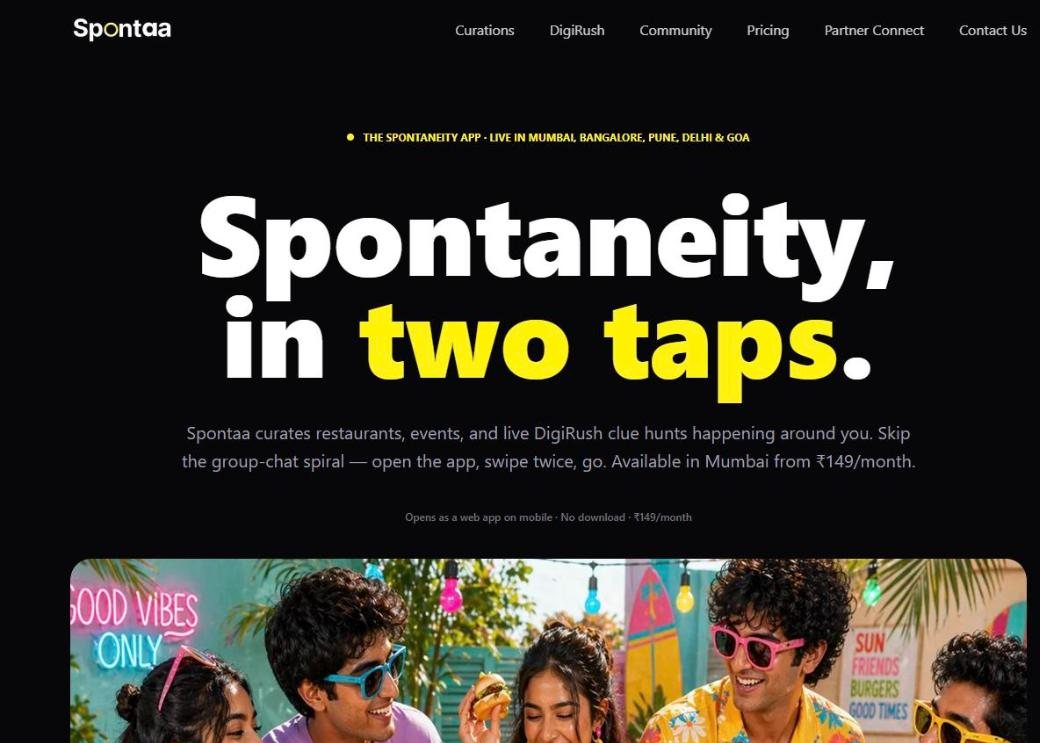 Spontaa
Curations DigiRush Community Pricing Partner Connect Contact Us
THE SPONTANEITY APP · LIVE IN MUMBAI, BANGALORE, PUNE, DELHI & GOA
Spontaneity,
in two taps.
Spontaa curates restaurants, events, and live DigiRush clue hunts happening around you. Skip
the group-chat spiral — open the app, swipe twice, go. Available in Mumbai from ₹149/month.
Opens as a web app on mobile · No download · ₹149/month
GOOD VIBES
ONLY
SUN
FRIENDS
BURGERS
GOOD TIMES